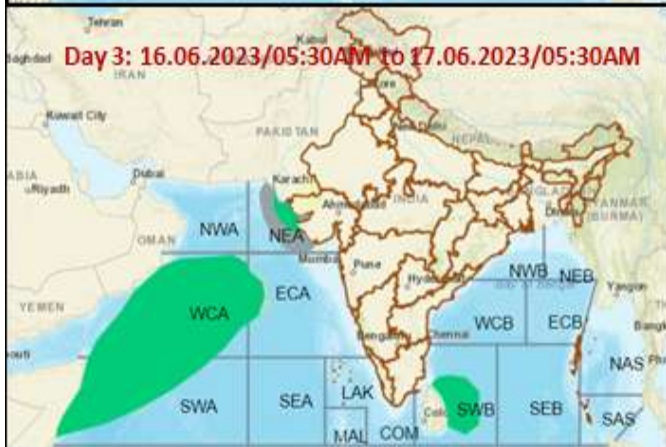 Tehran
Kabul
Day 3: 16.06.2023/05:30AM to 17.06.2023/05:30AM
Baghdad
IRAN
Kuwait City
PAKISTAN
NEPAL
Dubai
Karachi
Riyadh
INDIA
MYANMAR
(BURMA)
OMAN
NWA
NEA
Mumbai
Pune
Hyderabad
NWB
NEB
Yangon
YEMEN
WCA
ECA
WCB
ECB
Chennai
NAS
SWA
SEA
LAK
SWB
SEB
SAS
MAL
COM